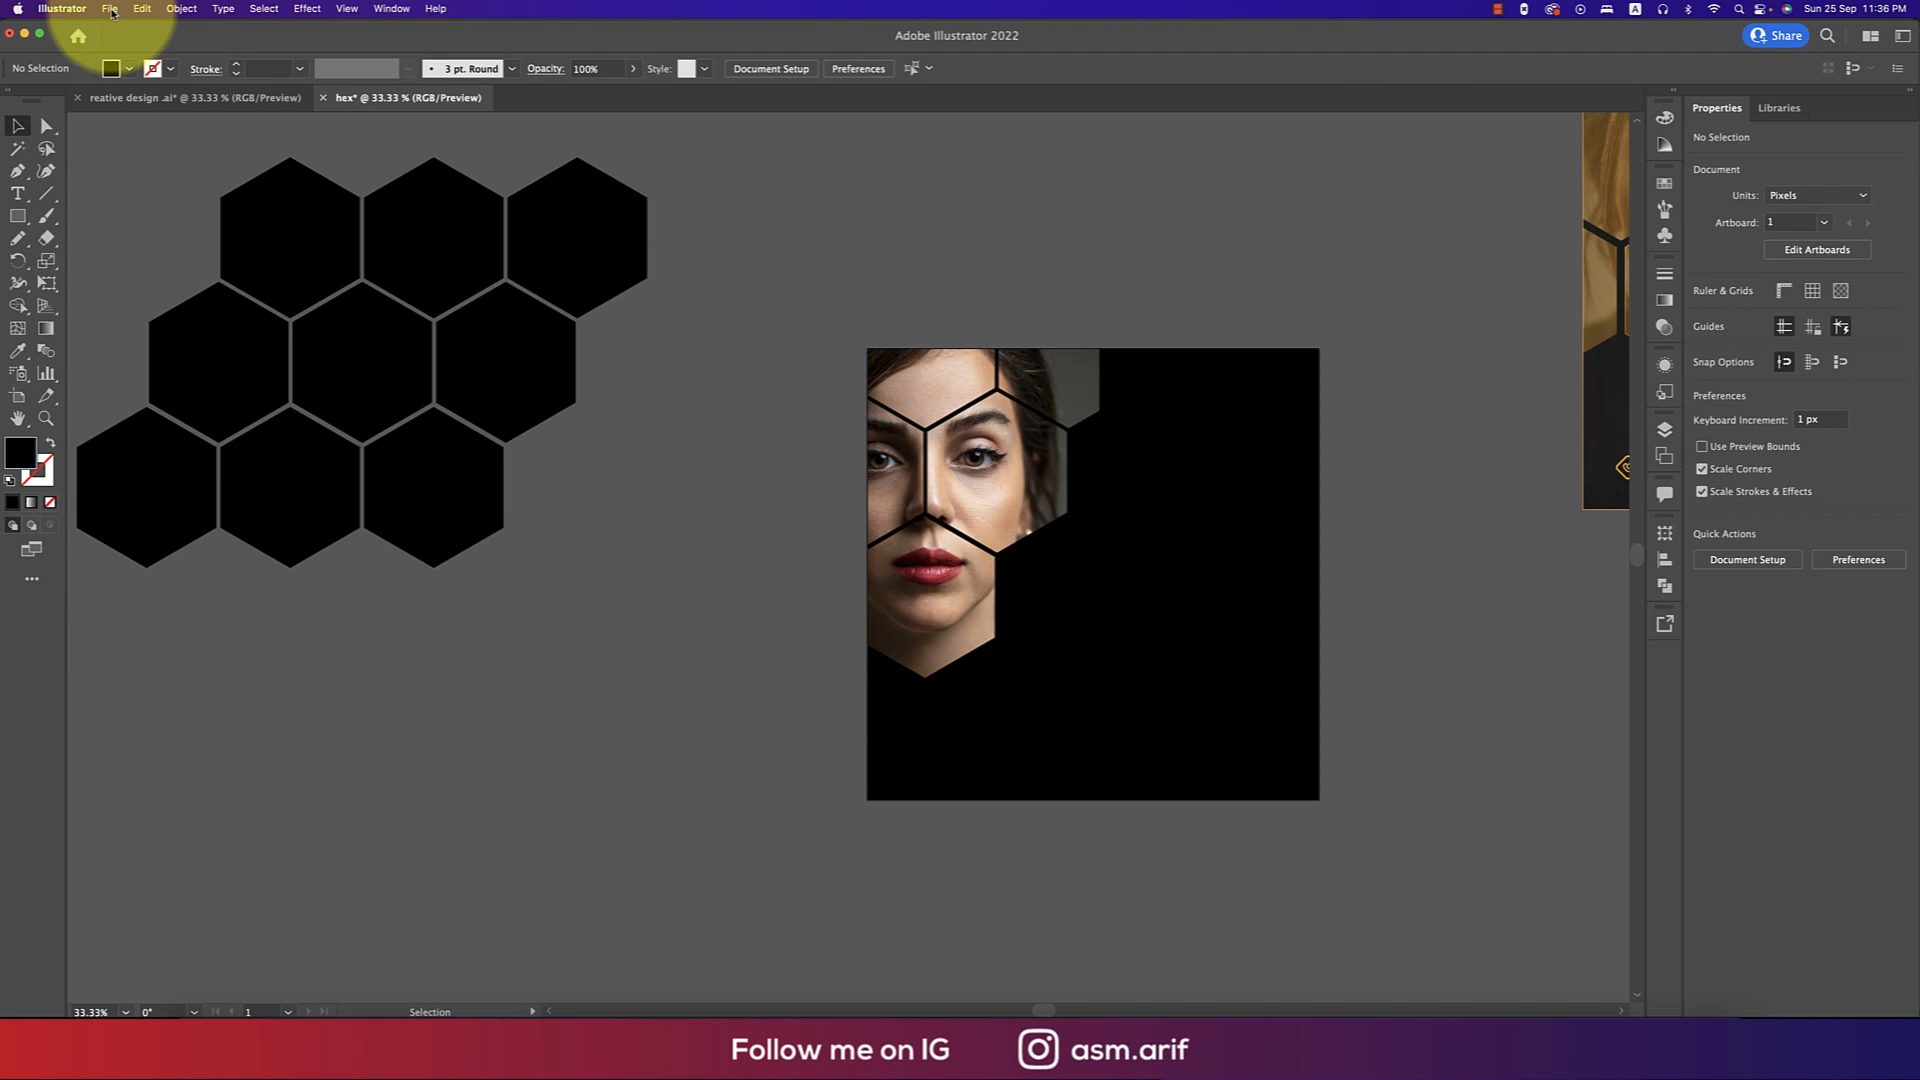 Illustrator File Edit Object Type Select Effect View Window Help
A
Sun 25 Sep 11:36 PM
Adobe Illustrator 2022
Share
No Selection
Stroke:
3 pt. Round
Opacity: 100%
Style:
Document Setup
Preferences
reative design .ai* @ 33.33 % (RGB/Preview)
hex* @ 33.33 % (RGB/Preview)
Properties
Libraries
No Selection
Document
Units: Pixels
Artboard: 1
Edit Artboards
Ruler & Grids
Guides
Snap Options
Preferences
Keyboard Increment: 1 px
Use Preview Bounds
Scale Corners
Scale Strokes & Effects
Quick Actions
Document Setup
Preferences
33.33%
0°
1
Selection
Follow me on IG
asm.arif